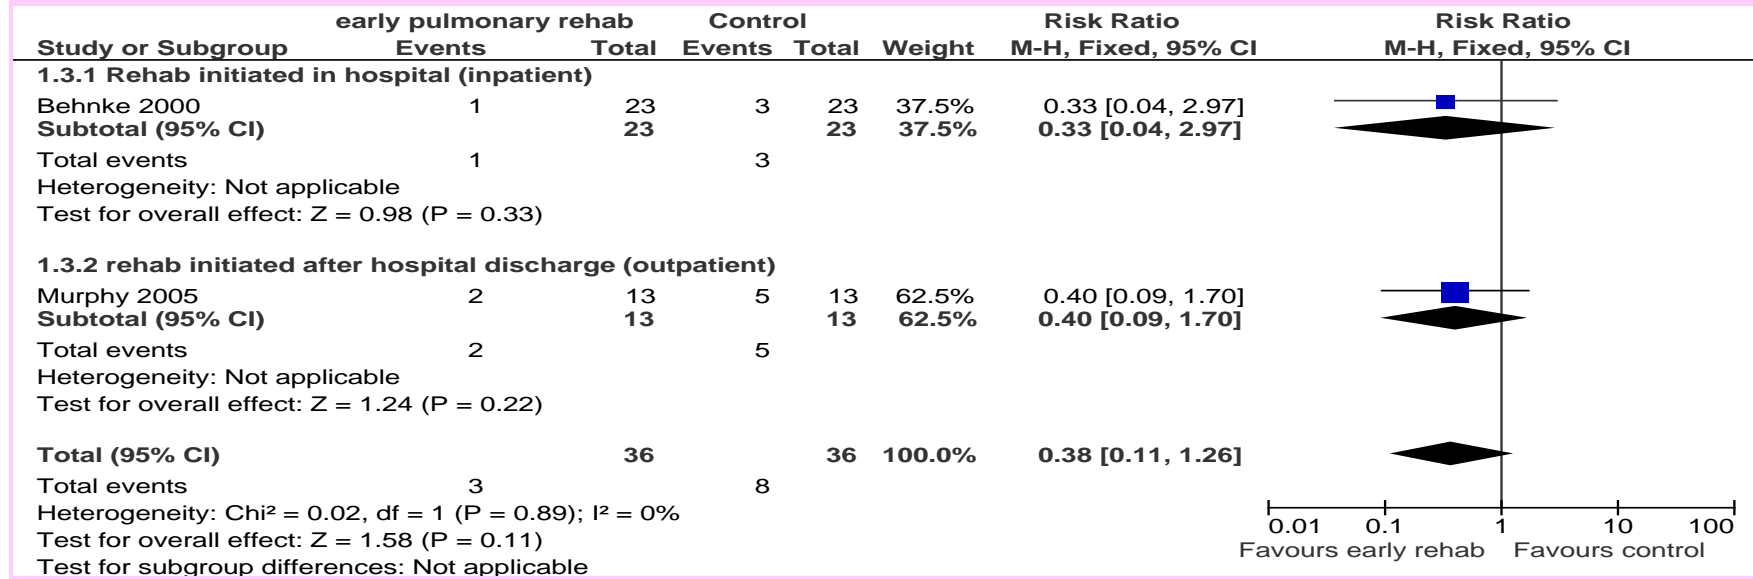 early pulmonary rehab Control Risk Ratio Risk Ratio
Study or Subgroup Events Total Events Total Weight M-H, Fixed, 95% CI M-H, Fixed, 95% CI
1.3.1 Rehab initiated in hospital (inpatient)
Behnke 2000 1 23 3 23 37.5% 0.33 [0.04, 2.97]
Subtotal (95% CI) 23 23 37.5% 0.33 [0.04, 2.97]
Total events 1 3
Heterogeneity: Not applicable
Test for overall effect: Z = 0.98 (P = 0.33)
1.3.2 rehab initiated after hospital discharge (outpatient)
Murphy 2005 2 13 5 13 62.5% 0.40 [0.09, 1.70]
Subtotal (95% CI) 13 13 62.5% 0.40 [0.09, 1.70]
Total events 2 5
Heterogeneity: Not applicable
Test for overall effect: Z = 1.24 (P = 0.22)
Total (95% CI) 36 36 100.0% 0.38 [0.11, 1.26]
Total events 3 8
Heterogeneity: Chi² = 0.02, df = 1 (P = 0.89); I² = 0%
Test for overall effect: Z = 1.58 (P = 0.11)
Test for subgroup differences: Not applicable
0.01 0.1 1 10 100
Favours early rehab Favours control